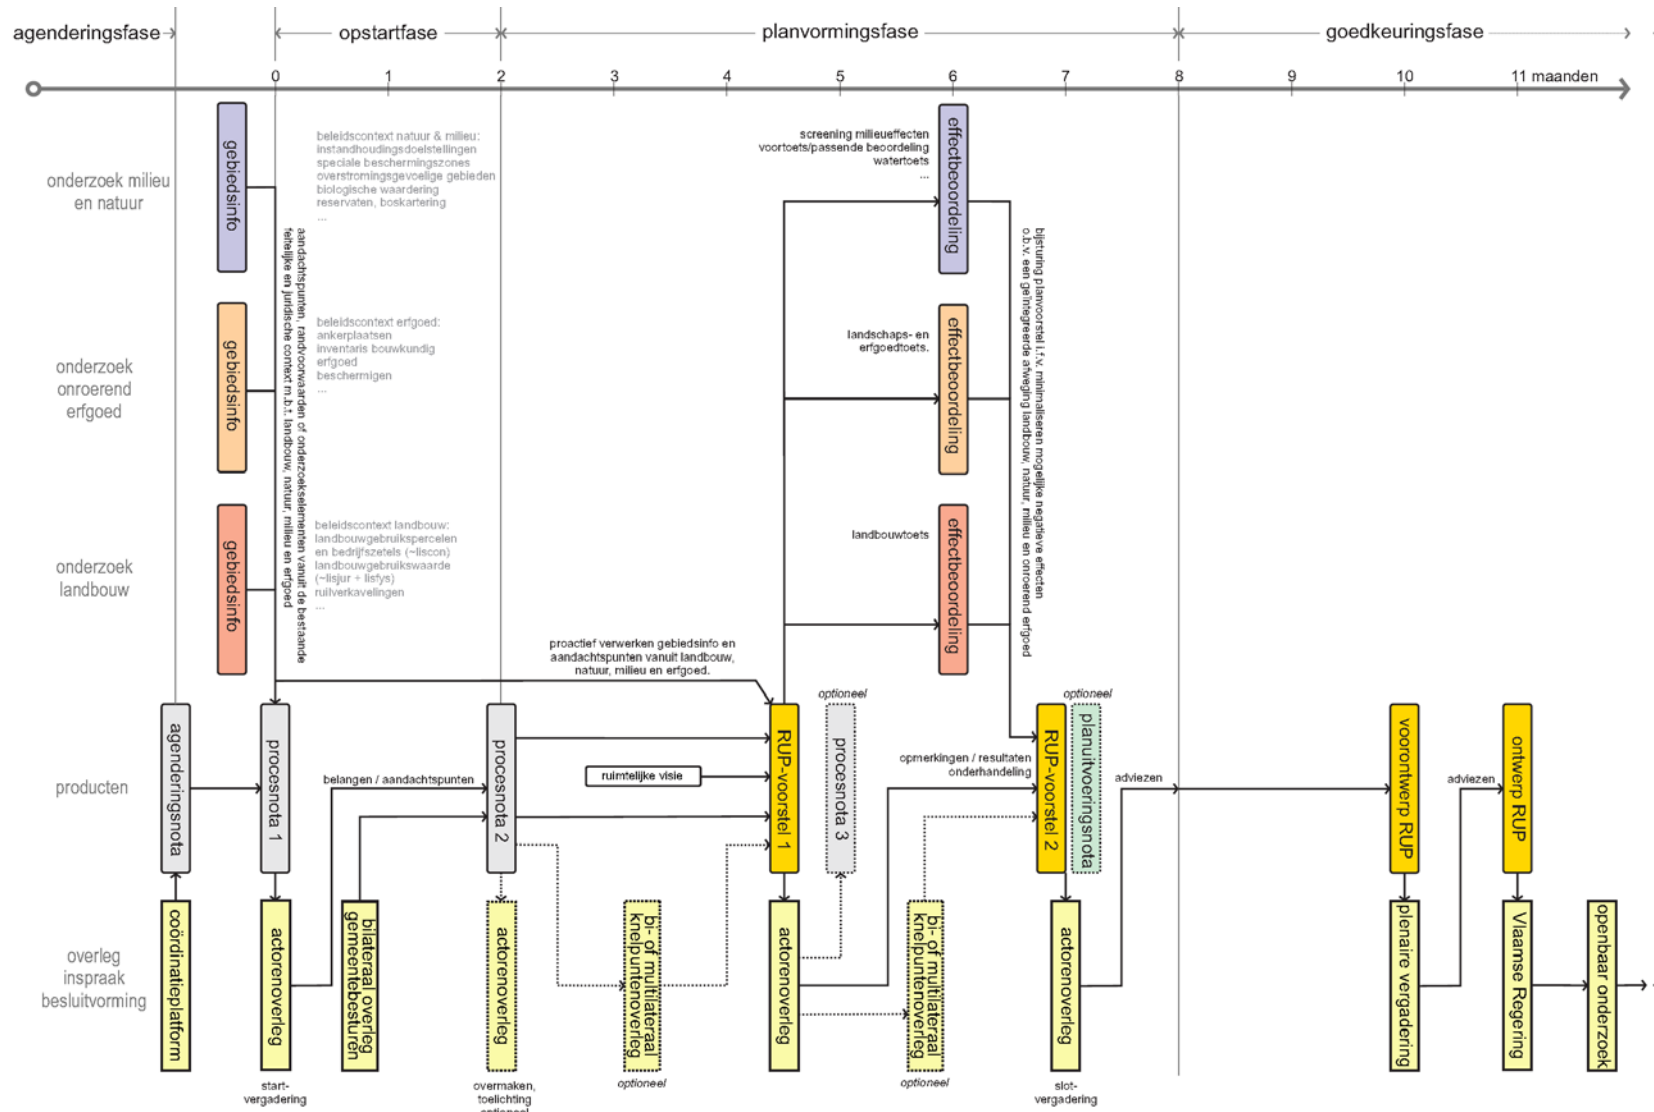 agenderingsfase
opstartfase
planvormingsfase
goedkeuringsfase
0
1
2
3
4
5
6
7
8
9
10
11 maanden
onderzoek milieu
en natuur
gebiedsinfo
beleidscontext natuur & milieu:
instandhoudingsdoelstellingen
speciale beschermingszones
overstromingsgevoelige gebieden
biologische waardering
reservaten, boskartering
...
screening milieueffecten
voortoets/passende beoordeling
watertoets
...
effectbeoordeling
aandachtspunten, randvoorwaarden of onderzoekselementen vanuit de bestaande
feitelijke en juridische context m.b.t. landbouw, natuur, milieu en erfgoed
bijsturing planvoorstel i.f.v. minimaliseren mogelijke negatieve effecten
o.b.v. een geïntegreerde afweging landbouw, natuur, milieu en onroerend erfgoed
onderzoek
onroerend
erfgoed
gebiedsinfo
beleidscontext erfgoed:
ankerplaatsen
inventaris bouwkundig
erfgoed
beschermigen
...
landschaps- en
erfgoedtoets.
effectbeoordeling
onderzoek
landbouw
gebiedsinfo
beleidscontext landbouw:
landbouwgebruikspercelen
en bedrijfszetels (~liscon)
landbouwgebruikswaarde
(~lisjur + lisfys)
ruilverkavelingen
...
landbouwtoets
effectbeoordeling
proactief verwerken gebiedsinfo en
aandachtspunten vanuit landbouw,
natuur, milieu en erfgoed.
optioneel
optioneel
producten
agenderingsnota
procesnota 1
belangen / aandachtspunten
procesnota 2
ruimtelijke visie
RUP-voorstel 1
procesnota 3
opmerkingen / resultaten
onderhandeling
RUP-voorstel 2
planuitvoeringsnota
adviezen
voorontwerp RUP
adviezen
ontwerp RUP
overleg
inspraak
besluitvorming
coördinatieplatform
actorenoverleg
bilateraal overleg
gemeentebesturen
actorenoverleg
bi- of multilateraal
knelpuntenoverleg
actorenoverleg
bi- of multilateraal
knelpuntenoverleg
actorenoverleg
plenaire vergadering
Vlaamse Regering
openbaar onderzoek
start-
vergadering
overmaken,
toelichting
optioneel
optioneel
optioneel
slot-
vergadering